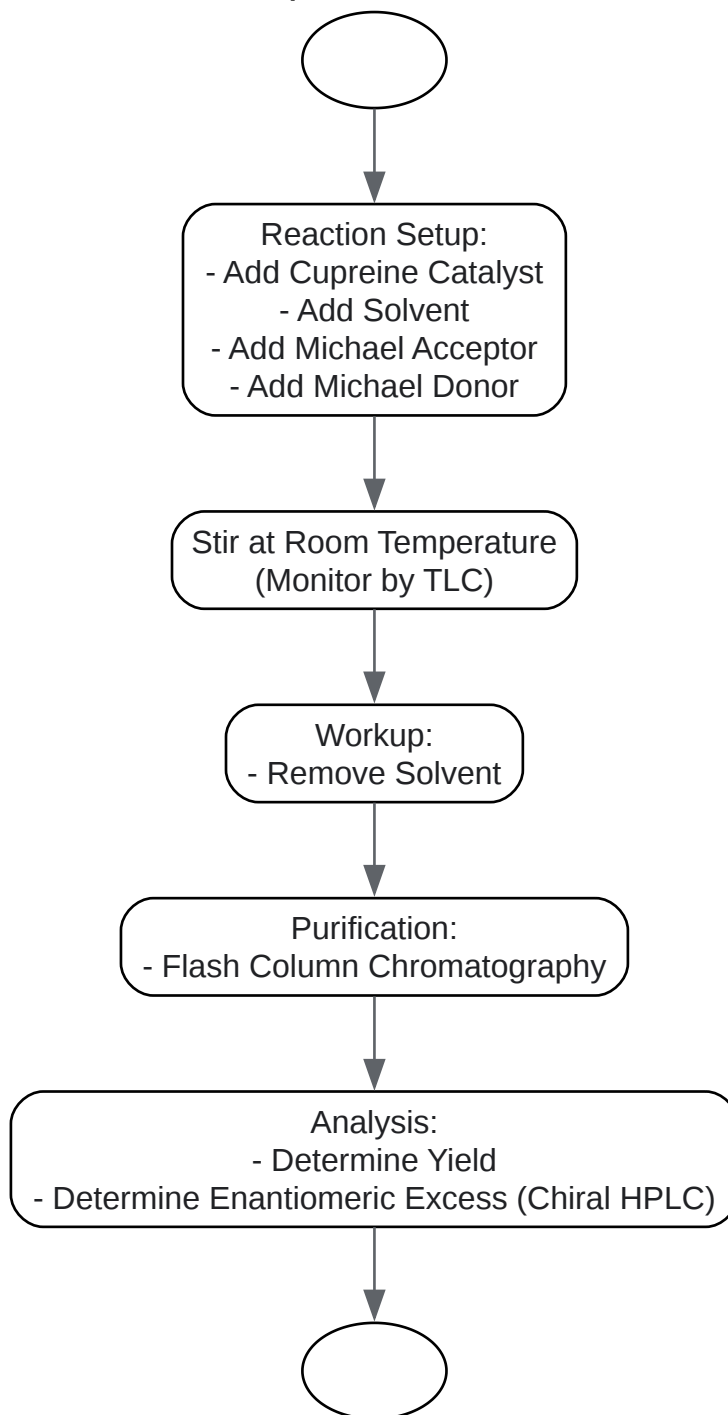 Reaction Setup:
- Add Cupreine Catalyst
- Add Solvent
- Add Michael Acceptor
- Add Michael Donor
Stir at Room Temperature
(Monitor by TLC)
Workup:
- Remove Solvent
Purification:
- Flash Column Chromatography
Analysis:
- Determine Yield
- Determine Enantiomeric Excess (Chiral HPLC)